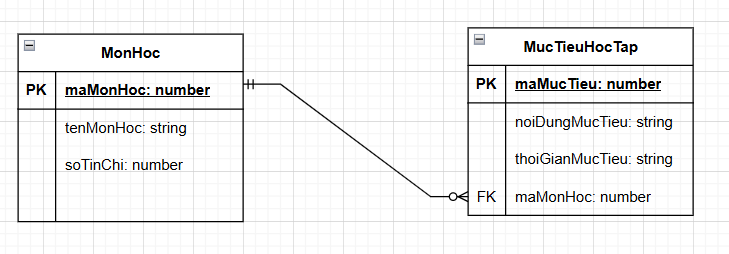 MonHoc
PK maMonHoc: number
tenMonHoc: string
soTinChi: number
MucTieuHocTap
PK maMucTieu: number
noiDungMucTieu: string
thoiGianMucTieu: string
FK maMonHoc: number